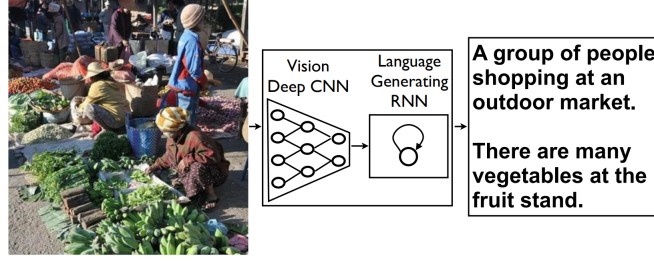 Vision
Deep CNN
Language
Generating
RNN
A group of people
shopping at an
outdoor market.
There are many
vegetables at the
fruit stand.